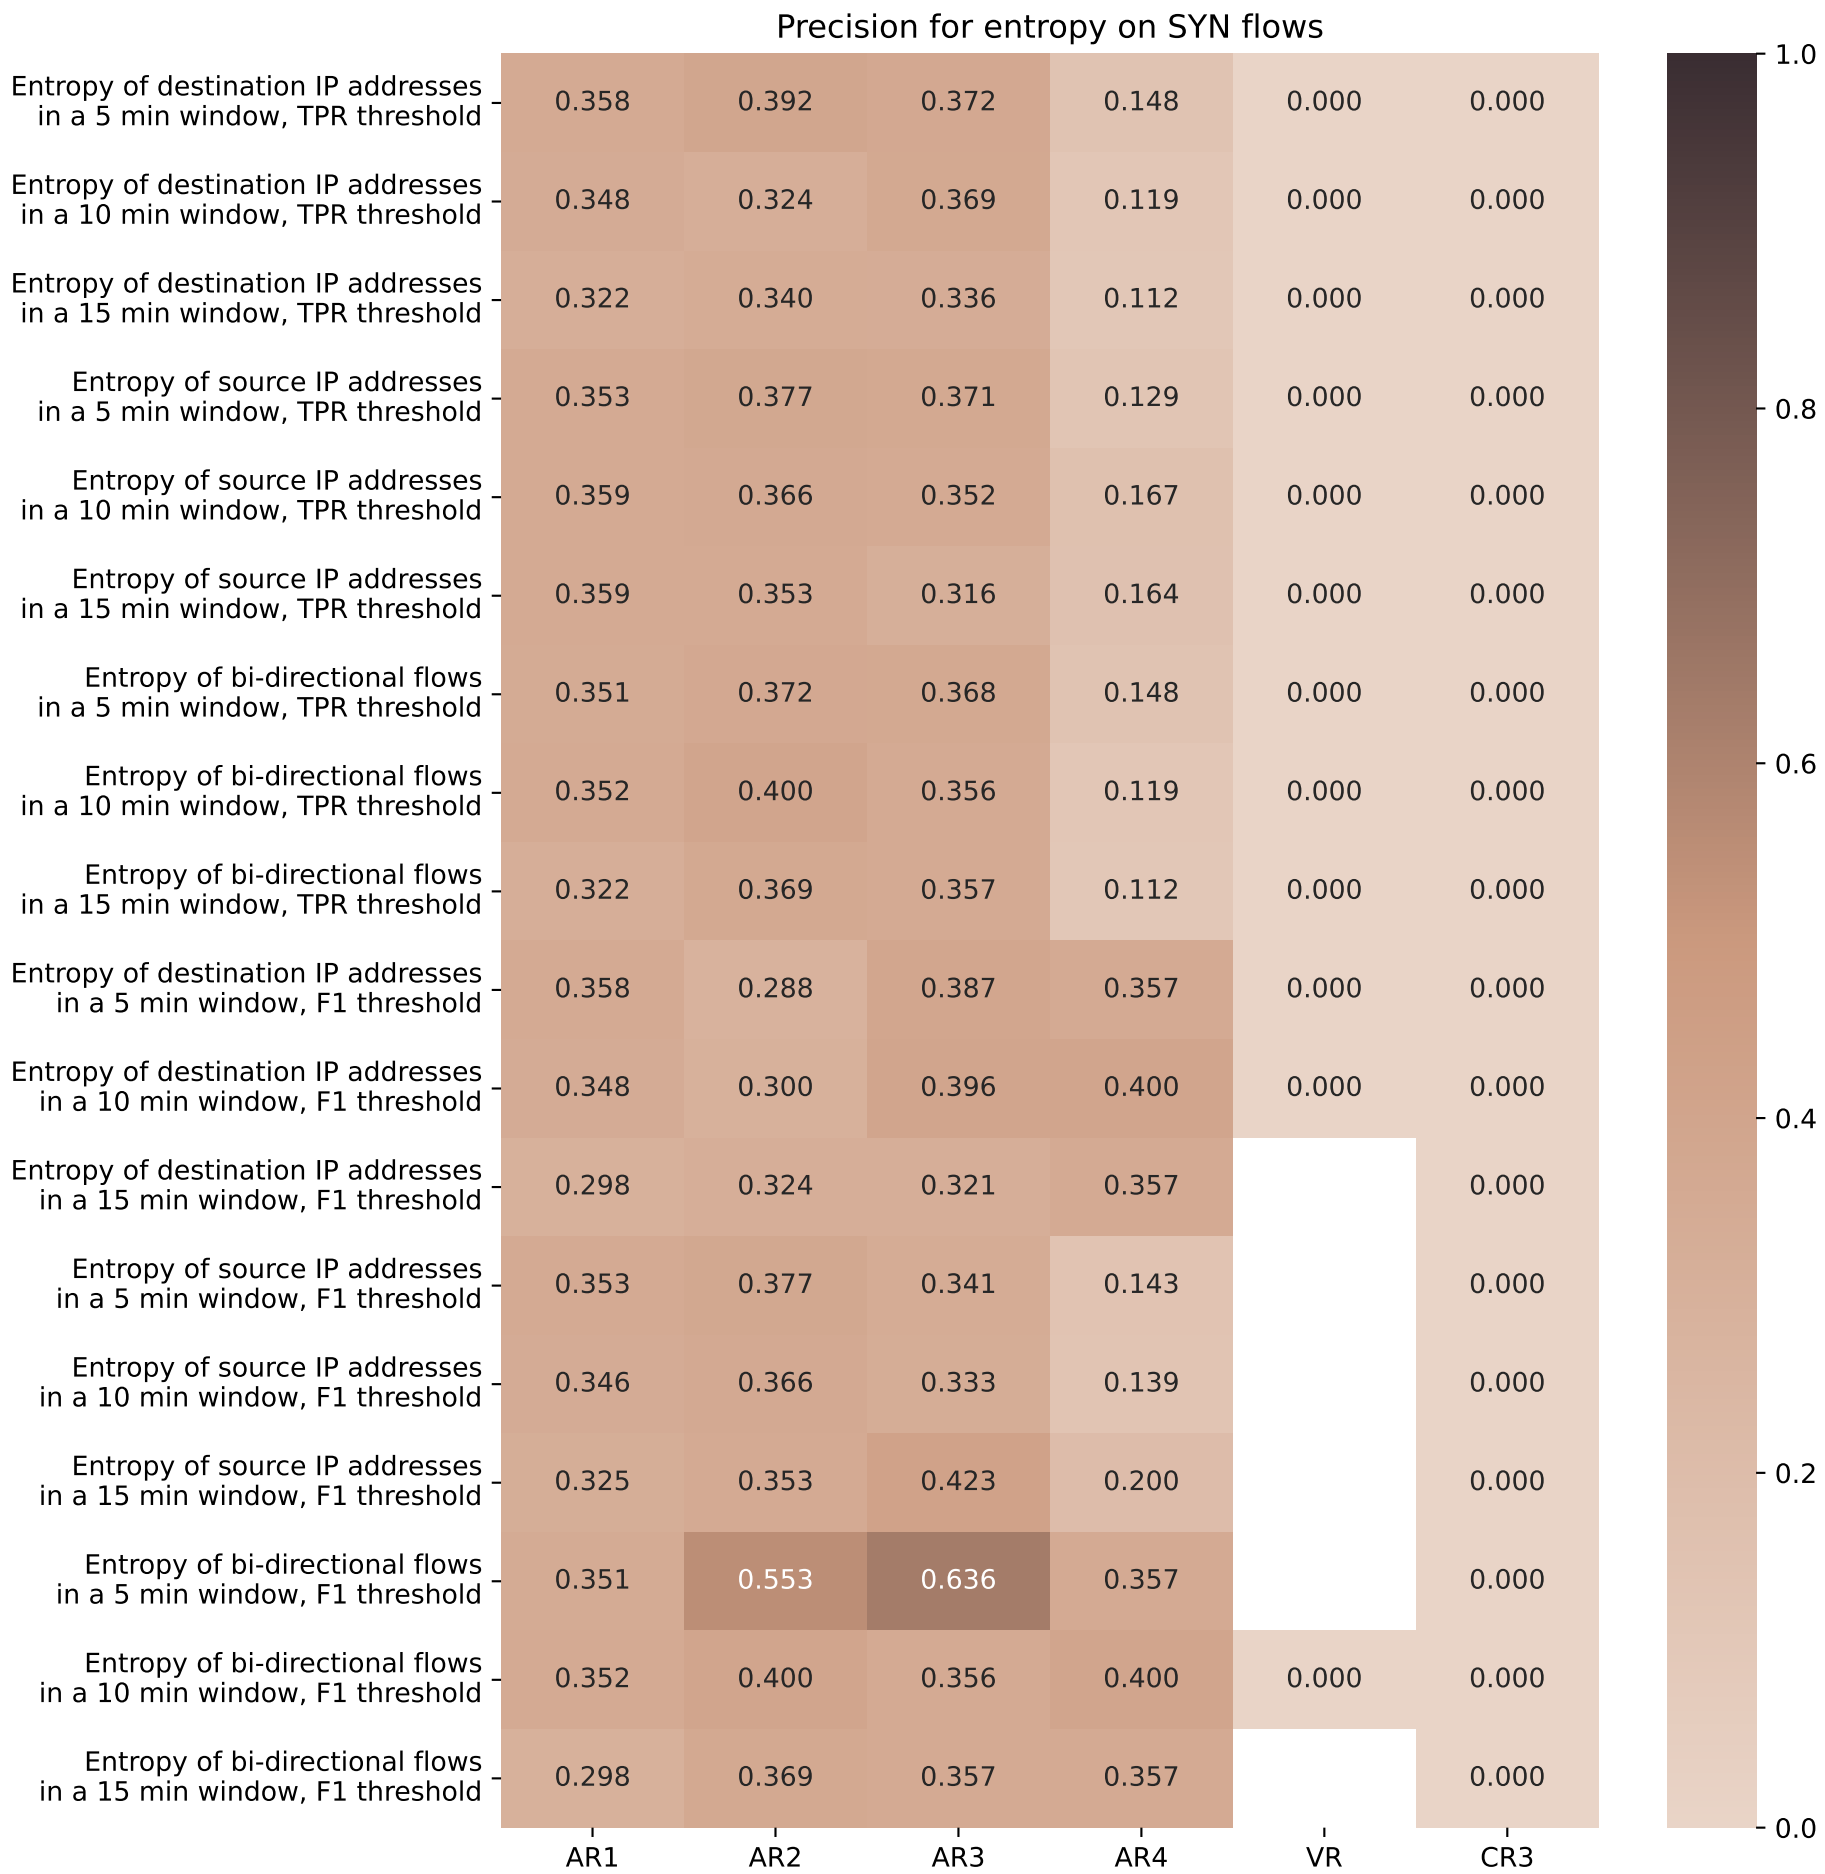 Precision for entropy on SYN flows
Entropy of destination IP addresses
in a 5 min window, TPR threshold
0.358 0.392 0.372 0.148 0.000 0.000
Entropy of destination IP addresses
in a 10 min window, TPR threshold
0.348 0.324 0.369 0.119 0.000 0.000
Entropy of destination IP addresses
in a 15 min window, TPR threshold
0.322 0.340 0.336 0.112 0.000 0.000
Entropy of source IP addresses
in a 5 min window, TPR threshold
0.353 0.377 0.371 0.129 0.000 0.000
Entropy of source IP addresses
in a 10 min window, TPR threshold
0.359 0.366 0.352 0.167 0.000 0.000
Entropy of source IP addresses
in a 15 min window, TPR threshold
0.359 0.353 0.316 0.164 0.000 0.000
Entropy of bi-directional flows
in a 5 min window, TPR threshold
0.351 0.372 0.368 0.148 0.000 0.000
Entropy of bi-directional flows
in a 10 min window, TPR threshold
0.352 0.400 0.356 0.119 0.000 0.000
Entropy of bi-directional flows
in a 15 min window, TPR threshold
0.322 0.369 0.357 0.112 0.000 0.000
Entropy of destination IP addresses
in a 5 min window, F1 threshold
0.358 0.288 0.387 0.357 0.000 0.000
Entropy of destination IP addresses
in a 10 min window, F1 threshold
0.348 0.300 0.396 0.400 0.000 0.000
Entropy of destination IP addresses
in a 15 min window, F1 threshold
0.298 0.324 0.321 0.357 0.000
Entropy of source IP addresses
in a 5 min window, F1 threshold
0.353 0.377 0.341 0.143 0.000
Entropy of source IP addresses
in a 10 min window, F1 threshold
0.346 0.366 0.333 0.139 0.000
Entropy of source IP addresses
in a 15 min window, F1 threshold
0.325 0.353 0.423 0.200 0.000
Entropy of bi-directional flows
in a 5 min window, F1 threshold
0.351 0.553 0.636 0.357 0.000
Entropy of bi-directional flows
in a 10 min window, F1 threshold
0.352 0.400 0.356 0.400 0.000 0.000
Entropy of bi-directional flows
in a 15 min window, F1 threshold
0.298 0.369 0.357 0.357 0.000
AR1 AR2 AR3 AR4 VR CR3
1.0
0.8
0.6
0.4
0.2
0.0